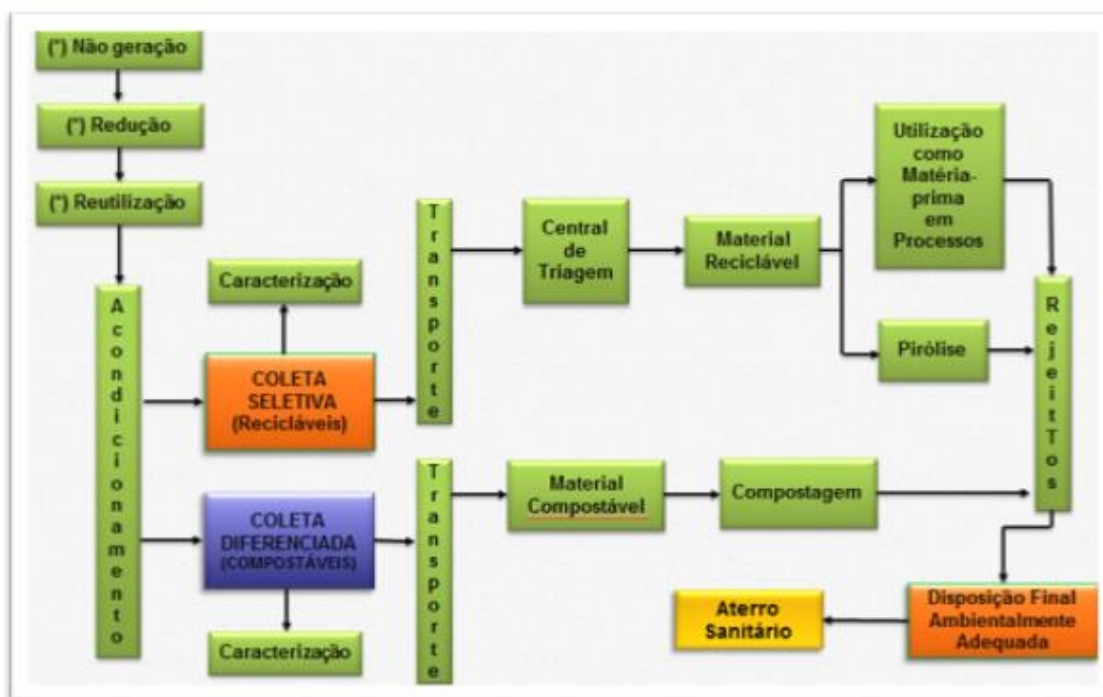 (*) Não geração
(*) Redução
(*) Reutilização
Acondicionamento
Caracterização
COLETA
SELETIVA
(Recicláveis)
Transporte
Central
de
Triagem
Material
Reciclável
Utilização
como
Matéria-
prima
em
Processos
Pirólise
RejeitTos
COLETA
DIFERENCIADA
(COMPOSTÁVEIS)
Caracterização
Transporte
Material
Compostável
Compostagem
Disposição Final
Ambientalmente
Adequada
Aterro
Sanitário